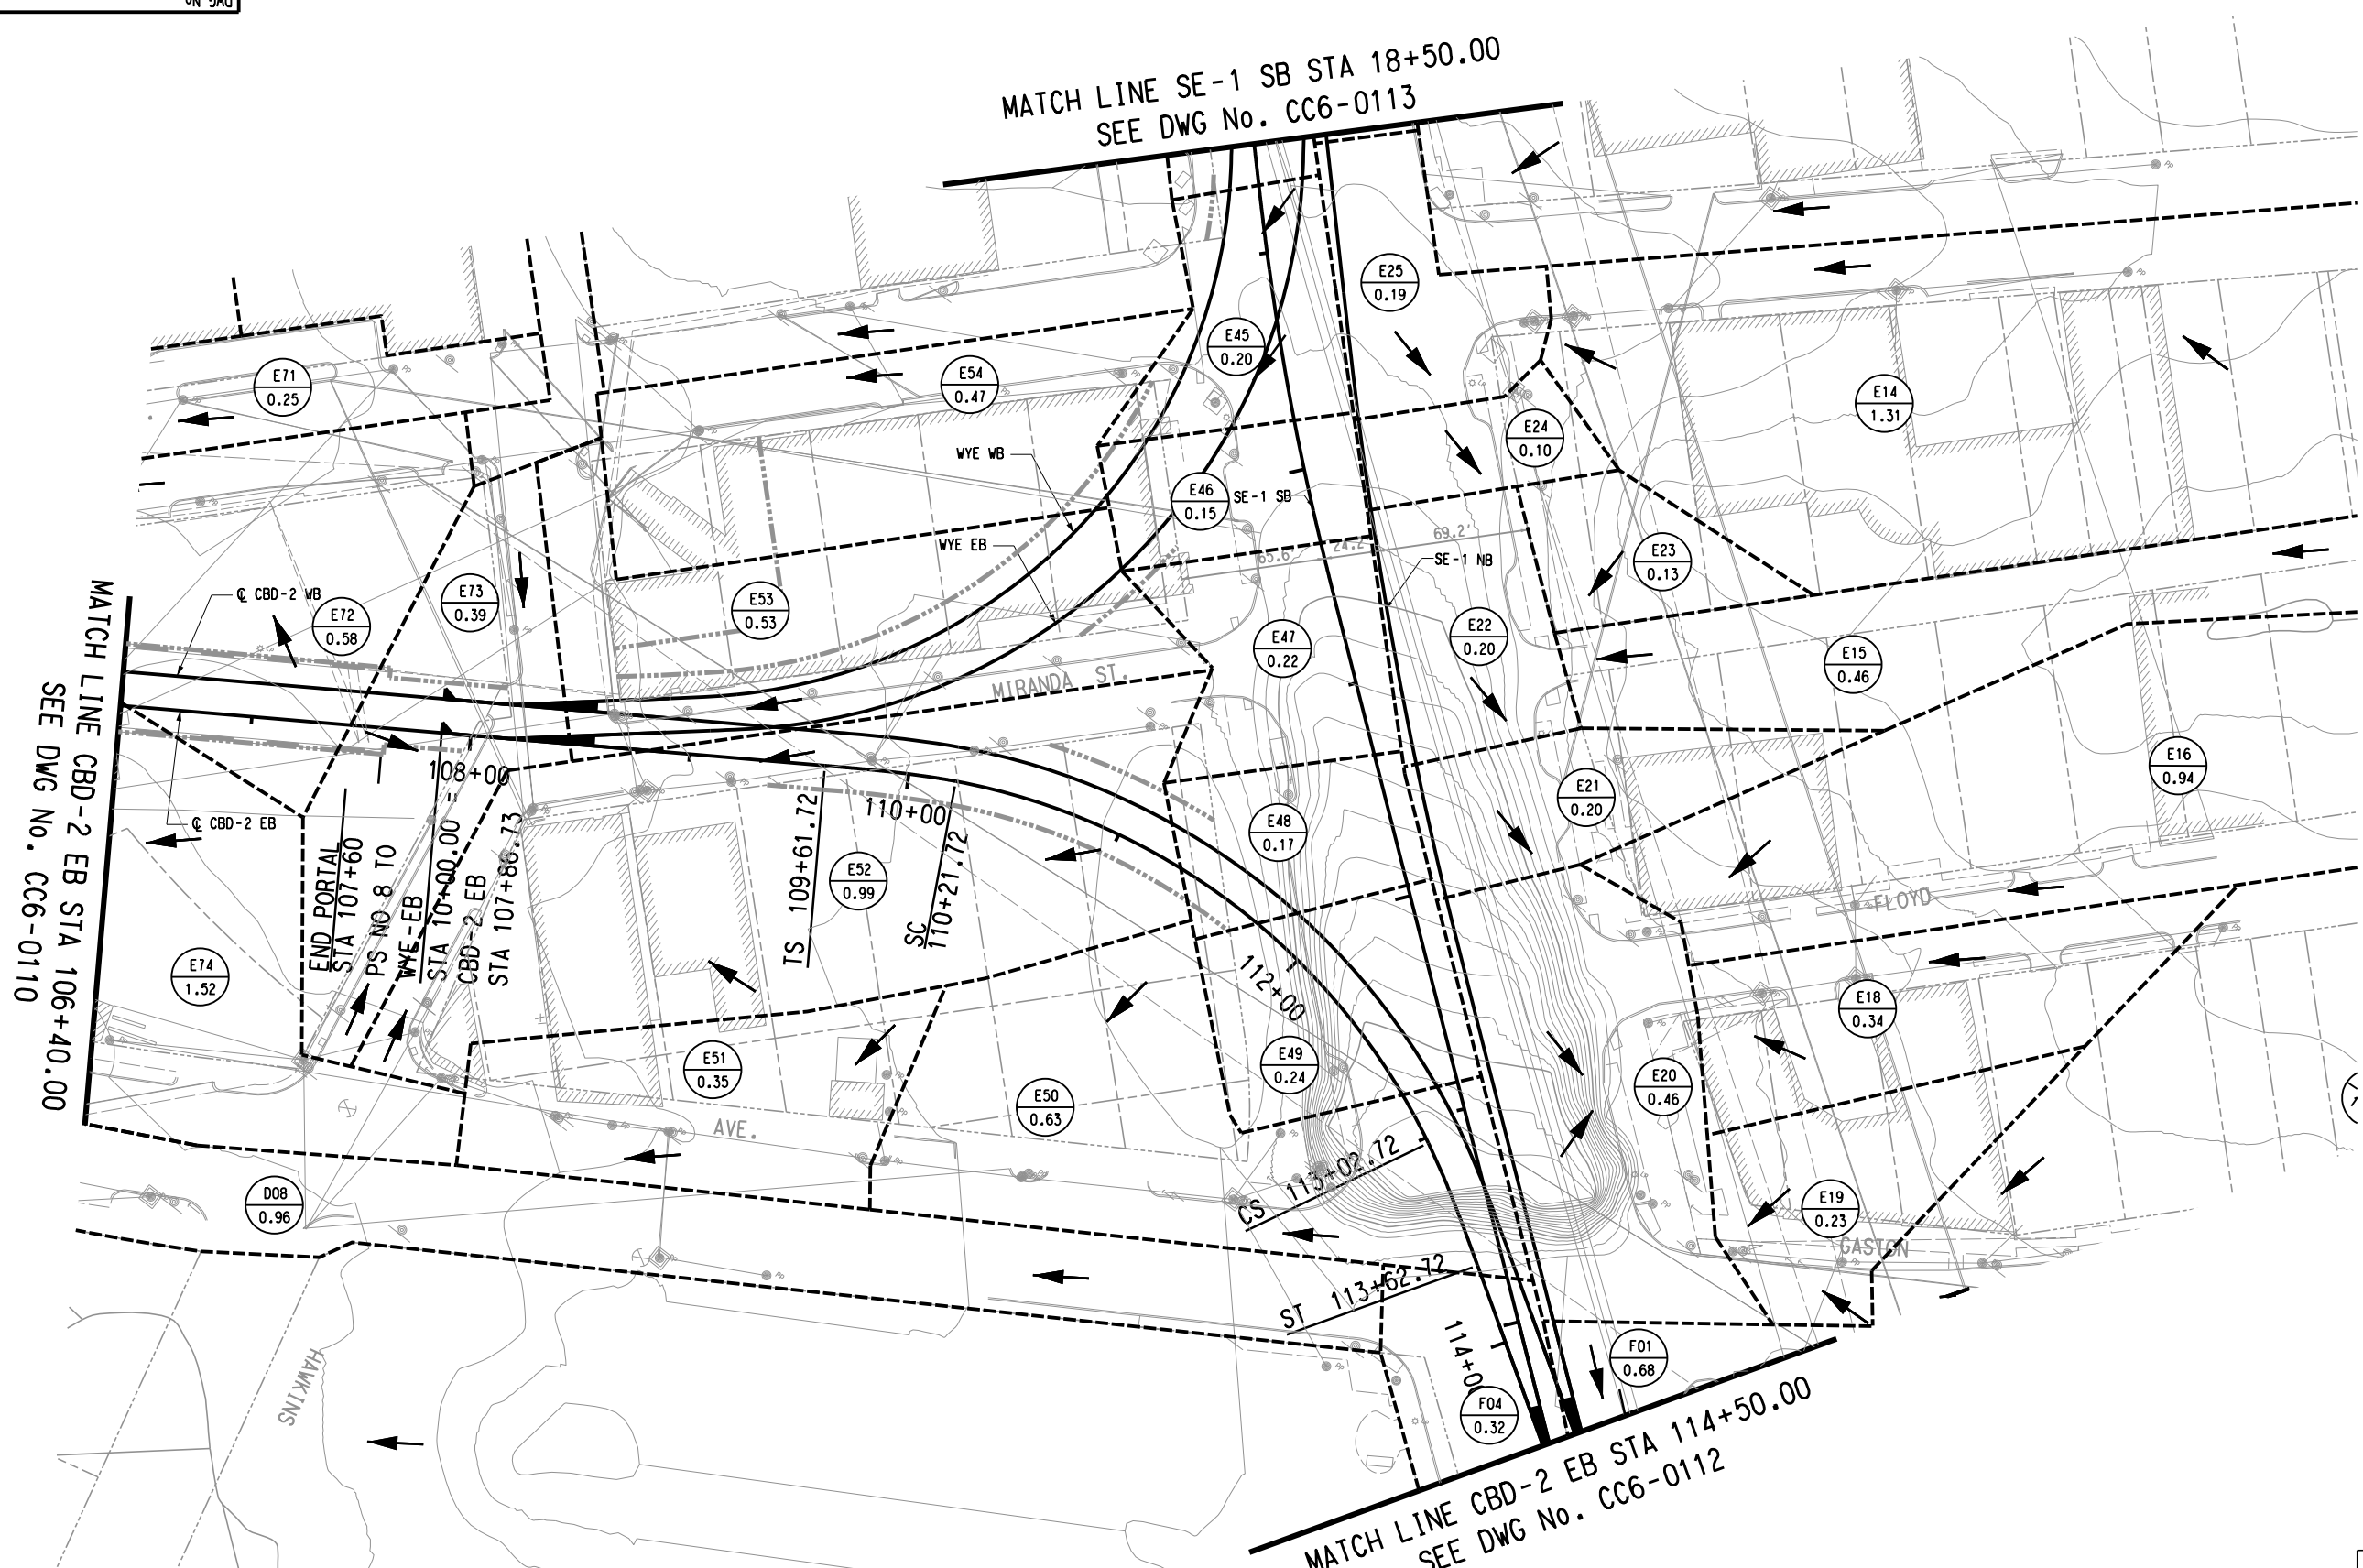 DWG No
MATCH LINE SE-1 SB STA 18+50.00
SEE DWG No. CC6-0113
E25
0.19
E45
0.20
E71
0.25
E54
0.47
E14
1.31
E24
0.10
WYE WB
E46
0.15
SE-1 SB
69.2'
24.2'
65.6'
WYE EB
SE-1 NB
E23
0.13
℄ CBD-2 WB
E72
0.58
E73
0.39
E53
0.53
E47
0.22
E22
0.20
E15
0.46
MIRANDA ST.
MATCH LINE CBD-2 EB STA 106+40.00
SEE DWG No. CC6-0110
108+00
E16
0.94
E21
0.20
110+00
℄ CBD-2 EB
E48
0.17
END PORTAL
STA 107+60
PS NO 8 TO
WYE-EB
STA 10+00.00 =
CBD-2 EB
STA 107+86.73
TS 109+61.72
SC
110+21.72
E52
0.99
FLOYD
E74
1.52
112+00
E18
0.34
E51
0.35
E49
0.24
E20
0.46
E50
0.63
AVE.
CS 113+02.72
D08
0.96
E19
0.23
GASTON
ST 113+62.72
114+00
F01
0.68
F04
0.32
HAWKINS
MATCH LINE CBD-2 EB STA 114+50.00
SEE DWG No. CC6-0112